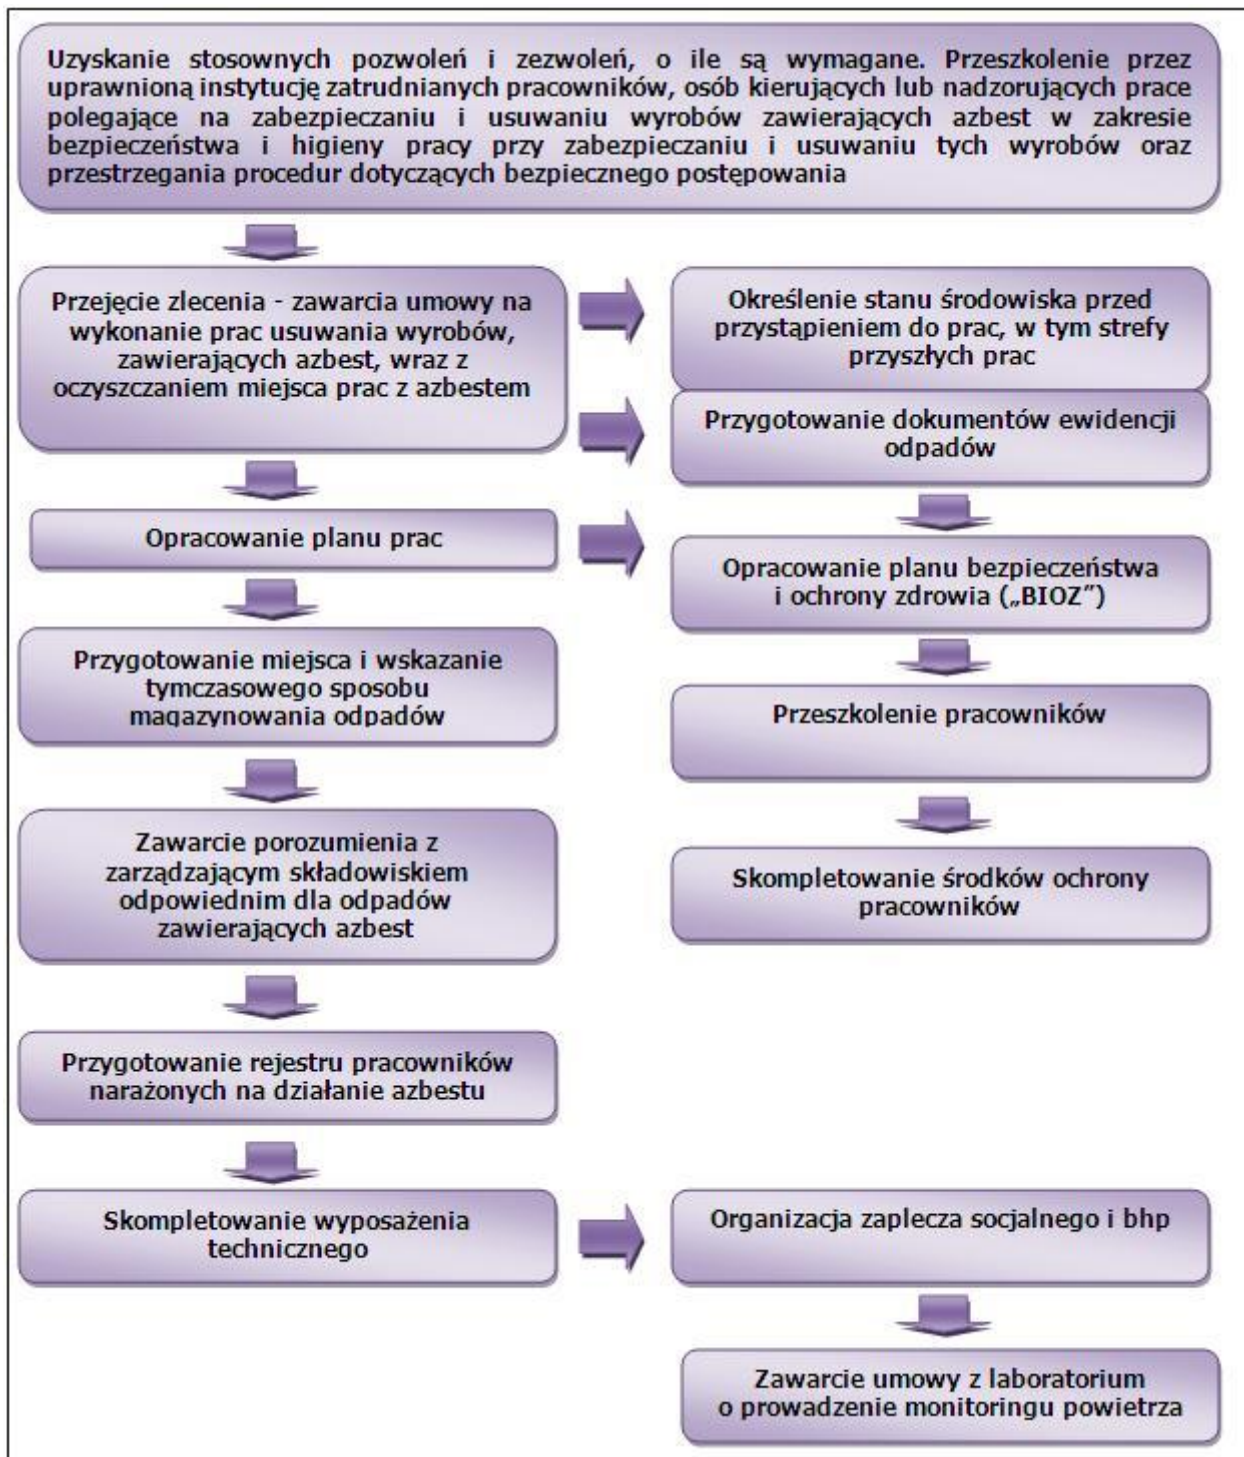 Uzyskanie stosownych pozwoleń i zezwoleń, o ile są wymagane. Przeszkolenie przez
uprawnioną instytucję zatrudnianych pracowników, osób kierujących lub nadzorujących prace
polegające na zabezpieczaniu i usuwaniu wyrobów zawierających azbest w zakresie
bezpieczeństwa i higieny pracy przy zabezpieczaniu i usuwaniu tych wyrobów oraz
przestrzegania procedur dotyczących bezpiecznego postępowania
Przejęcie zlecenia - zawarcia umowy na
wykonanie prac usuwania wyrobów,
zawierających azbest, wraz z
oczyszczaniem miejsca prac z azbestem
Określenie stanu środowiska przed
przystąpieniem do prac, w tym strefy
przyszłych prac
Przygotowanie dokumentów ewidencji
odpadów
Opracowanie planu prac
Opracowanie planu bezpieczeństwa
i ochrony zdrowia („BIOZ”)
Przygotowanie miejsca i wskazanie
tymczasowego sposobu
magazynowania odpadów
Przeszkolenie pracowników
Zawarcie porozumienia z
zarządzającym składowiskiem
odpowiednim dla odpadów
zawierających azbest
Skompletowanie środków ochrony
pracowników
Przygotowanie rejestru pracowników
narażonych na działanie azbestu
Skompletowanie wyposażenia
technicznego
Organizacja zaplecza socjalnego i bhp
Zawarcie umowy z laboratorium
o prowadzenie monitoringu powietrza